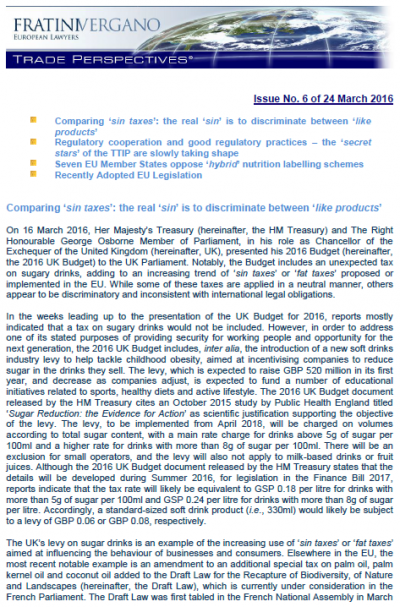 FRATINIVERGANO
EUROPEAN LAWYERS
TRADE PERSPECTIVES®
Issue No. 6 of 24 March 2016
Comparing 'sin taxes': the real 'sin' is to discriminate between 'like
products'
Regulatory cooperation and good regulatory practices – the 'secret
stars' of the TTIP are slowly taking shape
Seven EU Member States oppose 'hybrid' nutrition labelling schemes
Recently Adopted EU Legislation
Comparing 'sin taxes': the real 'sin' is to discriminate between 'like products'
On 16 March 2016, Her Majesty's Treasury (hereinafter, the HM Treasury) and The Right
Honourable George Osborne Member of Parliament, in his role as Chancellor of the
Exchequer of the United Kingdom (hereinafter, UK), presented his 2016 Budget (hereinafter,
the 2016 UK Budget) to the UK Parliament. Notably, the Budget includes an unexpected tax
on sugary drinks, adding to an increasing trend of 'sin taxes' or 'fat taxes' proposed or
implemented in the EU. While some of these taxes are applied in a neutral manner, others
appear to be discriminatory and inconsistent with international legal obligations.
In the weeks leading up to the presentation of the UK Budget for 2016, reports mostly
indicated that a tax on sugary drinks would not be included. However, in order to address
one of its stated purposes of providing security for working people and opportunity for the
next generation, the 2016 UK Budget includes, inter alia, the introduction of a new soft drinks
industry levy to help tackle childhood obesity, aimed at incentivising companies to reduce
sugar in the drinks they sell. The levy, which is expected to raise GBP 520 million in its first
year, and decrease as companies adjust, is expected to fund a number of educational
initiatives related to sports, healthy diets and active lifestyle. The 2016 UK Budget document
released by the HM Treasury cites an October 2015 study by Public Health England titled
'Sugar Reduction: the Evidence for Action' as scientific justification supporting the objective
of the levy. The levy, to be implemented from April 2018, will be charged on volumes
according to total sugar content, with a main rate charge for drinks above 5g of sugar per
100ml and a higher rate for drinks with more than 8g of sugar per 100ml. There will be an
exclusion for small operators, and the levy will also not apply to milk-based drinks or fruit
juices. Although the 2016 UK Budget document released by the HM Treasury states that the
details will be developed during Summer 2016, for legislation in the Finance Bill 2017,
reports indicate that the tax rate will likely be equivalent to GSP 0.18 per litre for drinks with
more than 5g of sugar per 100ml and GSP 0.24 per litre for drinks with more than 8g of sugar
per litre. Accordingly, a standard-sized soft drink product (i.e., 330ml) would likely be subject
to a levy of GBP 0.06 or GBP 0.08, respectively.
The UK's levy on sugary drinks is an example of the increasing use of 'sin taxes' or 'fat taxes'
aimed at influencing the behaviour of businesses and consumers. Elsewhere in the EU, the
most recent notable example is an amendment to an additional special tax on palm oil, palm
kernel oil and coconut oil added to the Draft Law for the Recapture of Biodiversity, of Nature
and Landscapes (hereinafter, the Draft Law), which is currently under consideration in the
French Parliament. The Draft Law was first tabled in the French National Assembly in March